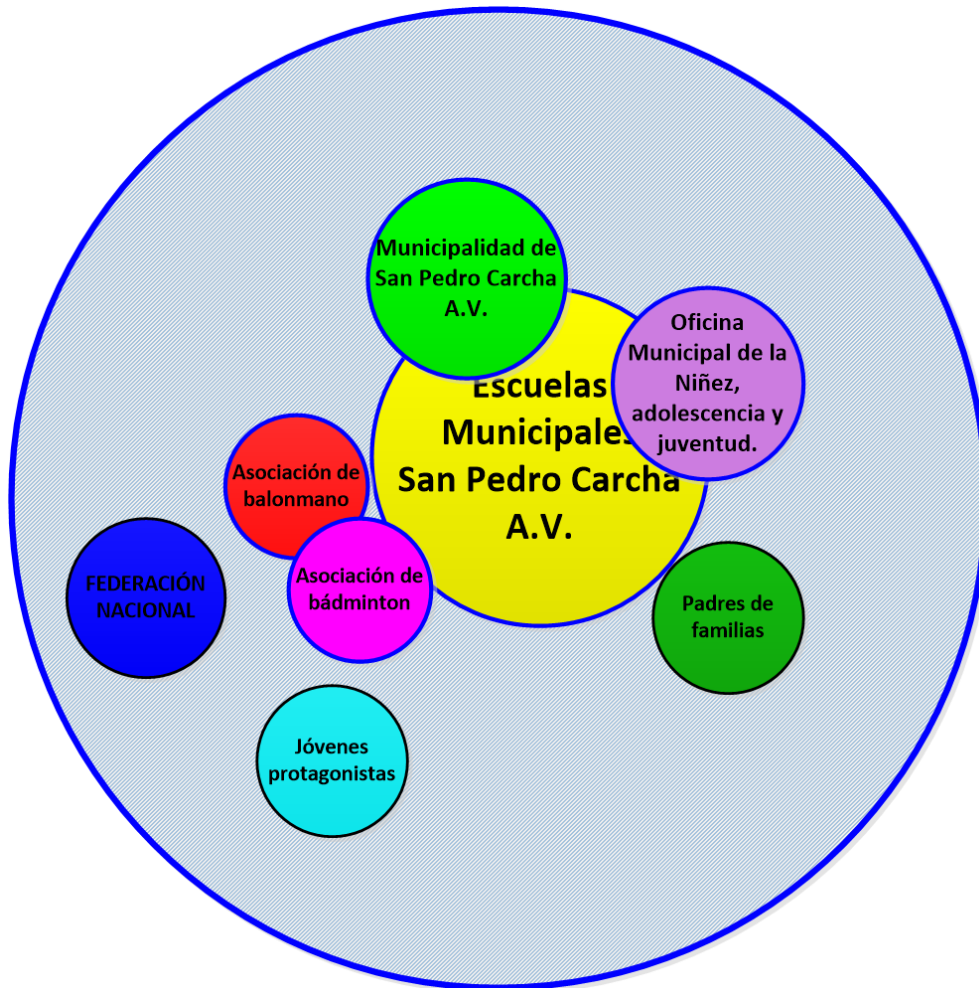 Municipalidad de
San Pedro Carcha
A.V.
Oficina
Municipal de la
Niñez,
adolescencia y
juventud.
Escuelas
Municipales
San Pedro Carcha
A.V.
Asociación de
balonmano
Asociación de
bádminton
FEDERACIÓN
NACIONAL
Padres de
familias
Jóvenes
protagonistas